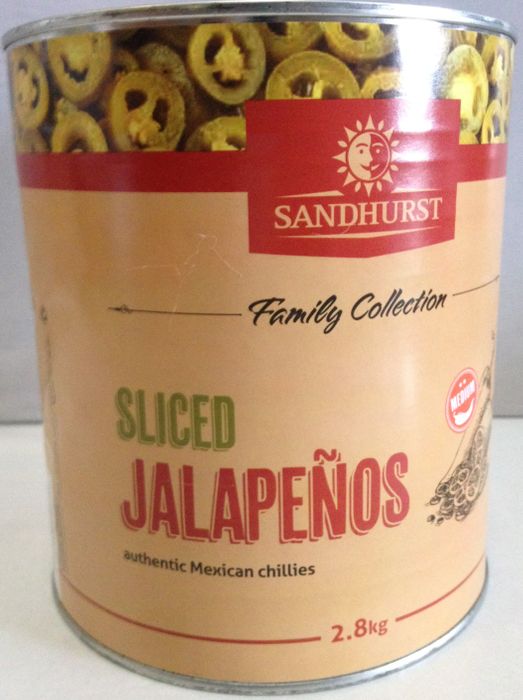 SANDHURST
Family Collection
SLICED
MEDIUM
JALAPEÑOS
authentic Mexican chillies
2.8kg